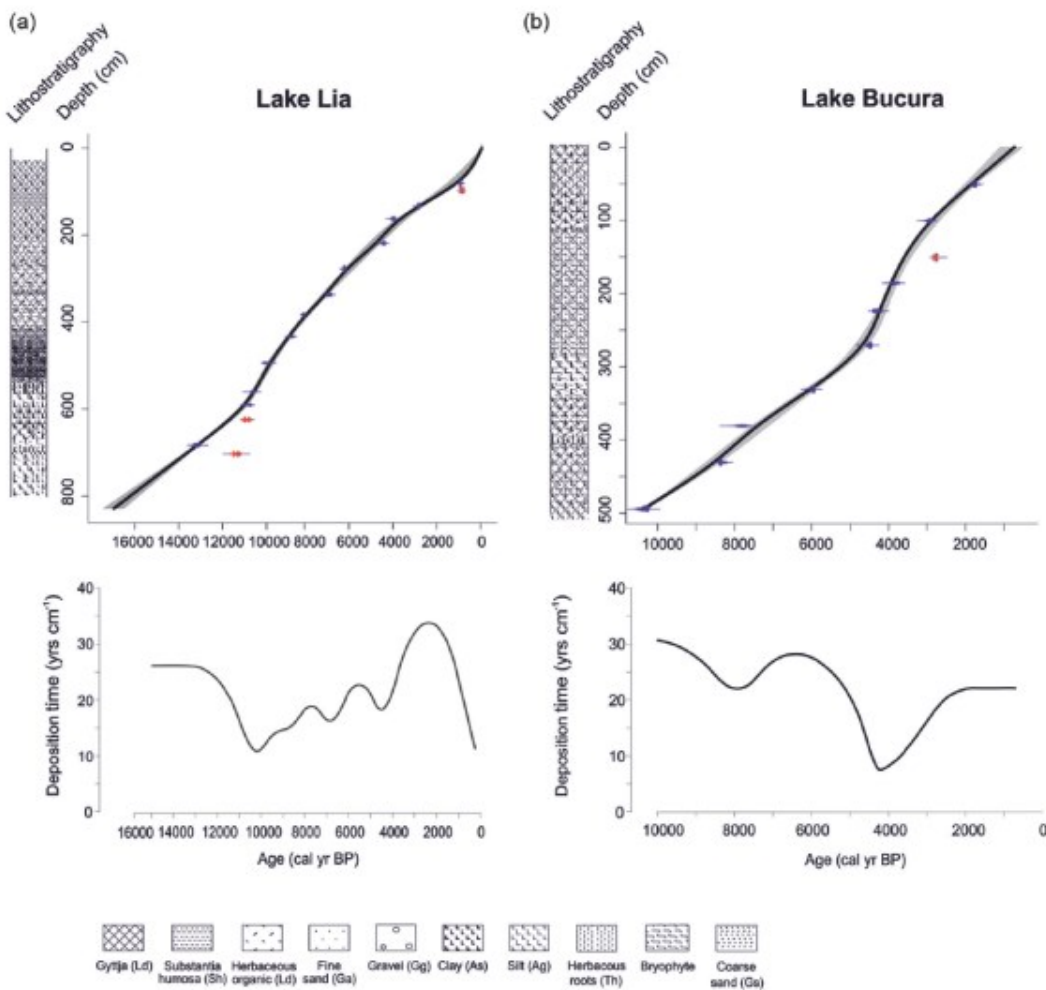 (a)
Lithostratigraphy
Depth (cm)
Lake Lia
0
200
400
600
800
16000 14000 12000 10000 8000 6000 4000 2000 0
Deposition time (yrs cm-1)
40
30
20
10
0
16000 14000 12000 10000 8000 6000 4000 2000 0
Age (cal yr BP)
(b)
Lithostratigraphy
Depth (cm)
Lake Bucura
0
100
200
300
400
500
10000 8000 6000 4000 2000
Deposition time (yrs cm-1)
40
30
20
10
0
10000 8000 6000 4000 2000 0
Age (cal yr BP)
Gyttja (Ld)
Substantia
humosa (Sh)
Herbaceous
organic (Ld)
Fine
sand (Ga)
Gravel (Gg)
Clay (As)
Silt (Ag)
Herbacous
roots (Th)
Bryophyte
Coarse
sand (Gs)